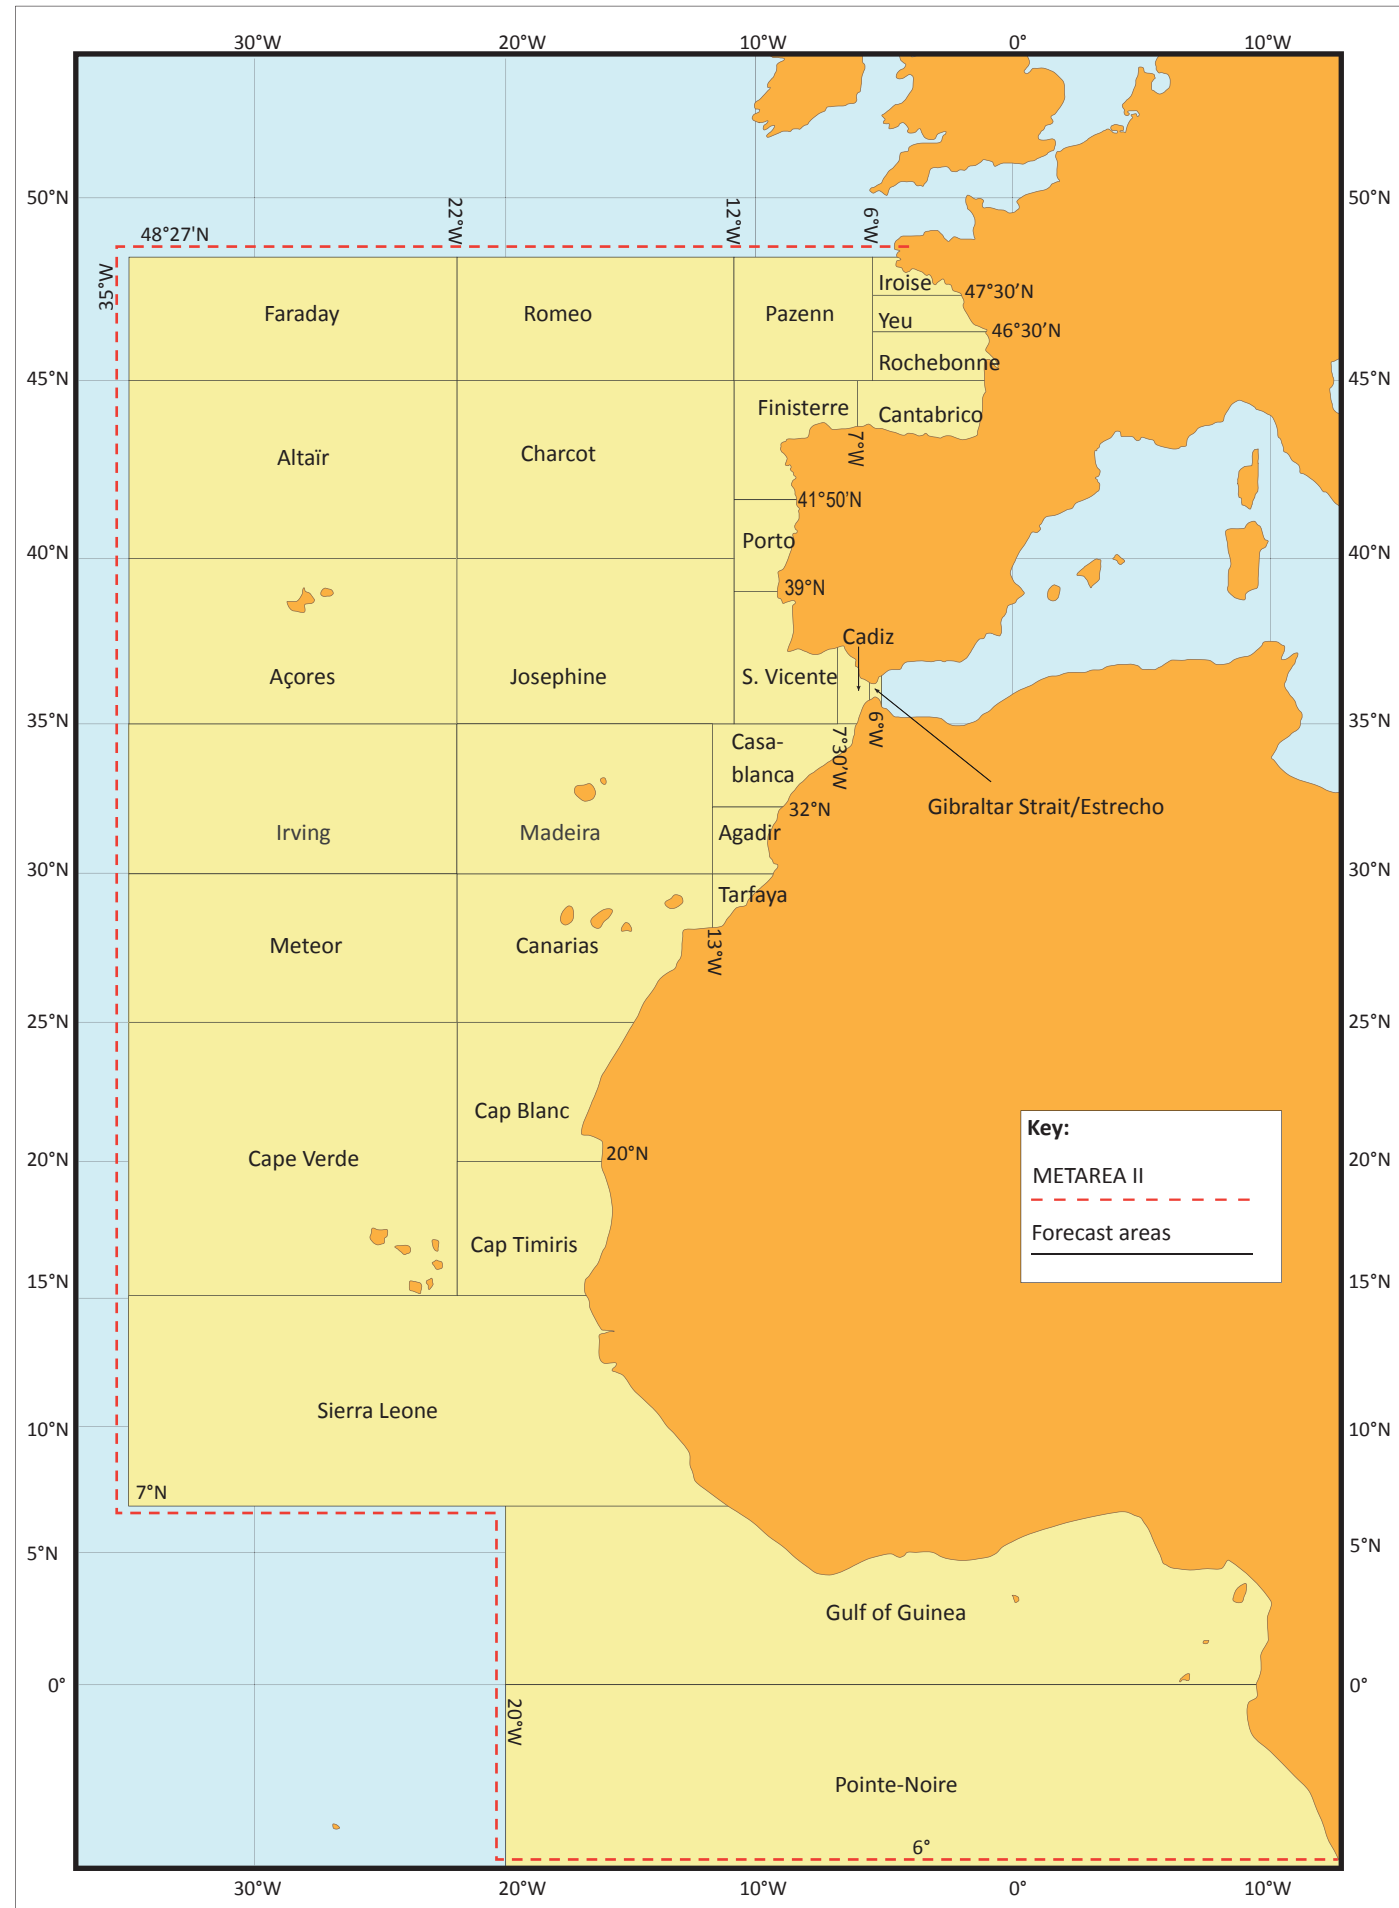 30°W 20°W 10°W 0° 10°W
50°N 50°N
22°W 12°W 6°W
48°27'N
35°W
Iroise
47°30'N
Faraday Romeo Pazenn
Yeu
46°30'N
Rochebonne
45°N 45°N
Finisterre
Cantabrico
7°W
Altaïr Charcot
41°50'N
Porto
40°N 40°N
39°N
Cadiz
Açores Josephine S. Vicente
35°N 35°N
6°W
7°30'W
Casa-
blanca
Gibraltar Strait/Estrecho
32°N
Irving Madeira Agadir
30°N 30°N
Tarfaya
13°W
Meteor Canarias
25°N 25°N
Cap Blanc
Key:
20°N
Cape Verde
20°N 20°N
METAREA II
Forecast areas
Cap Timiris
15°N 15°N
Sierra Leone
10°N 10°N
7°N
5°N 5°N
Gulf of Guinea
0° 0°
20°W
Pointe-Noire
6°
30°W 20°W 10°W 0° 10°W